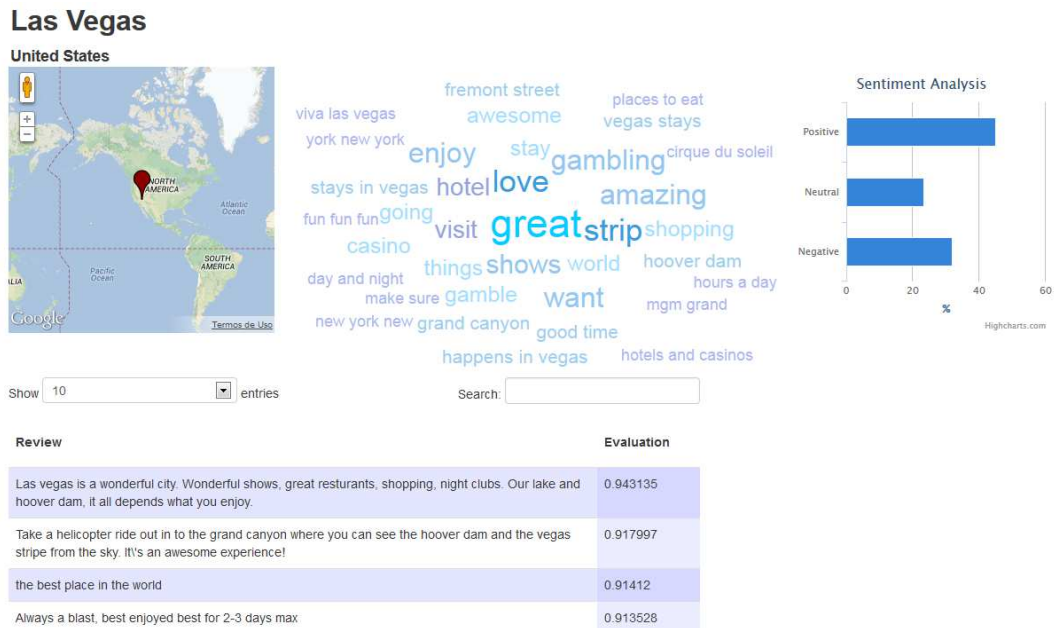 Las Vegas
United States
NORTH
AMERICA
Atlantic
Ocean
SOUTH
AMERICA
Pacific
Ocean
LIA
Google
Termos de Uso
+
−
fremont street
places to eat
viva las vegas
awesome
vegas stays
york new york
enjoy
stay
gambling
cirque du soleil
stays in vegas
hotel
love
amazing
fun fun fun
going
visit
great
strip
shopping
casino
things
shows
world
hoover dam
day and night
hours a day
make sure
gamble
want
mgm grand
new york new
grand canyon
good time
happens in vegas
hotels and casinos
Sentiment Analysis
Positive
Neutral
Negative
0 20 40 60
%
Highcharts.com
Show 10 entries
Search:
Review Evaluation
Las vegas is a wonderful city. Wonderful shows, great resturants, shopping, night clubs. Our lake and 0.943135
hoover dam, it all depends what you enjoy.
Take a helicopter ride out in to the grand canyon where you can see the hoover dam and the vegas 0.917997
stripe from the sky. It\'s an awesome experience!
the best place in the world 0.91412
Always a blast, best enjoyed best for 2-3 days max 0.913528